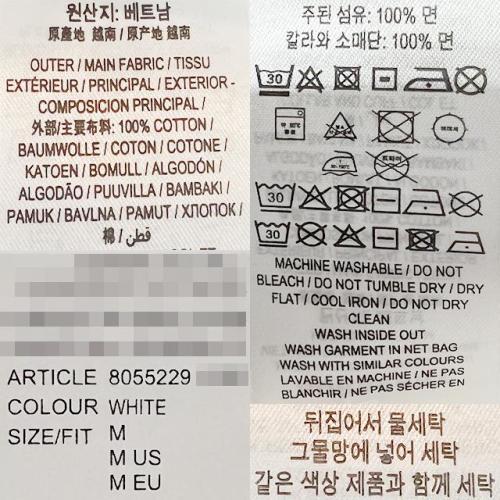 원산지: 베트남
原産地 越南 / 原产地 越南
OUTER / MAIN FABRIC / TISSU
EXTÉRIEUR / PRINCIPAL / EXTERIOR -
COMPOSICION PRINCIPAL /
外部/主要布料: 100% COTTON /
BAUMWOLLE / COTON / COTONE /
KATOEN / BOMULL / ALGODÓN /
ALGODÃO / PUUVILLA / BAMBAKI /
PAMUK / BAVLNA / PAMUT / ХЛОПОК /
棉 / قطن
ARTICLE 8055229
COLOUR WHITE
SIZE/FIT M
M US
M EU
주된 섬유: 100% 면
칼라와 소매단: 100% 면
30
30
30
MACHINE WASHABLE / DO NOT
BLEACH / DO NOT TUMBLE DRY / DRY
FLAT / COOL IRON / DO NOT DRY
CLEAN
WASH INSIDE OUT
WASH GARMENT IN NET BAG
WASH WITH SIMILAR COLOURS
LAVABLE EN MACHINE / NE PAS
BLANCHIR / NE PAS SÉCHER EN
뒤집어서 물세탁
그물망에 넣어 세탁
같은 색상 제품과 함께 세탁